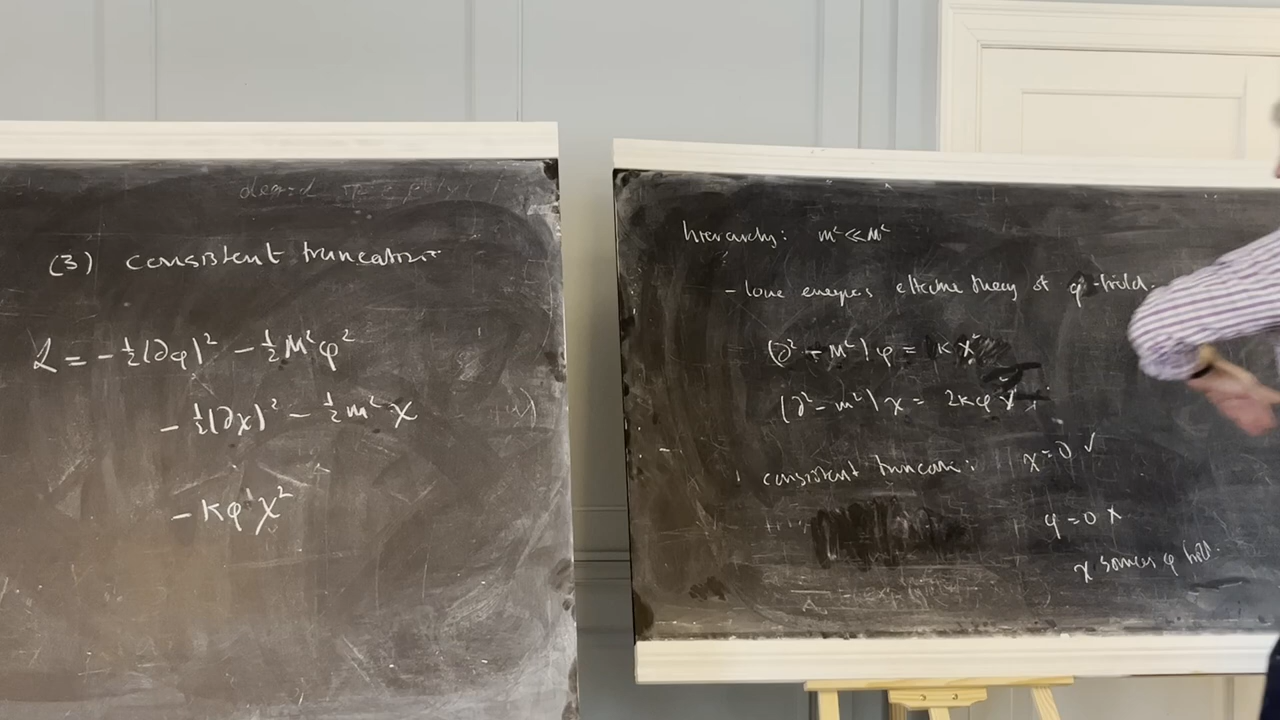 (3) consistent truncation
L = -½(∂φ)² - ½M²φ²
- ½(∂χ)² - ½m²χ
- κφχ²
hierarchy: m² ≪ M²
- low energies effective theory of φ-field.
(∂² - M²)φ = κχ²
(∂² - m²)χ = 2κφχ
consistent truncate: χ=0 ✓
φ=0 ×
χ sources φ field.